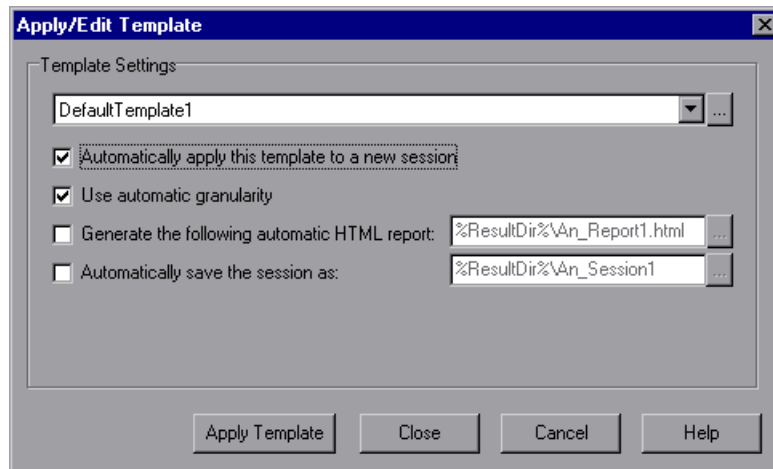 Apply/Edit Template
Template Settings
DefaultTemplate1
...
Automatically apply this template to a new session
Use automatic granularity
Generate the following automatic HTML report: %ResultDir%\An_Report1.html ...
Automatically save the session as: %ResultDir%\An_Session1 ...
Apply Template Close Cancel Help